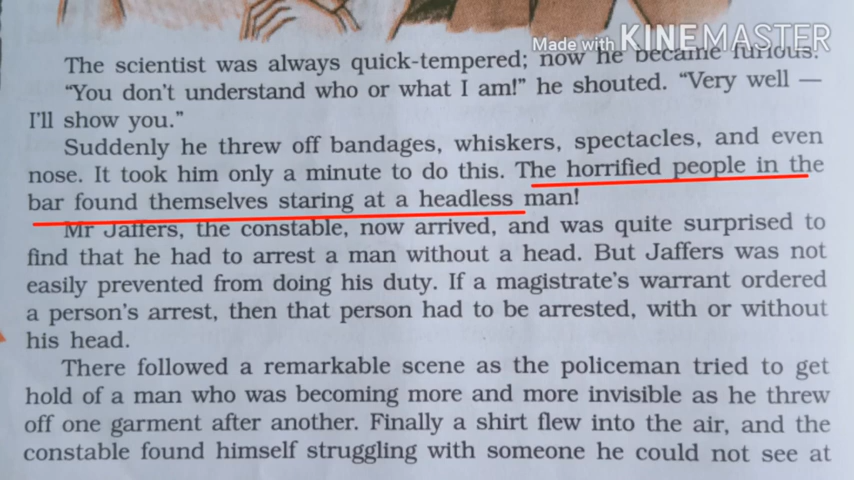 Made with KINEMASTER
The scientist was always quick-tempered; now he became furious.
“You don’t understand who or what I am!” he shouted. “Very well —
I’ll show you.”
Suddenly he threw off bandages, whiskers, spectacles, and even
nose. It took him only a minute to do this. The horrified people in the
bar found themselves staring at a headless man!
Mr Jaffers, the constable, now arrived, and was quite surprised to
find that he had to arrest a man without a head. But Jaffers was not
easily prevented from doing his duty. If a magistrate’s warrant ordered
a person’s arrest, then that person had to be arrested, with or without
his head.
There followed a remarkable scene as the policeman tried to get
hold of a man who was becoming more and more invisible as he threw
off one garment after another. Finally a shirt flew into the air, and the
constable found himself struggling with someone he could not see at